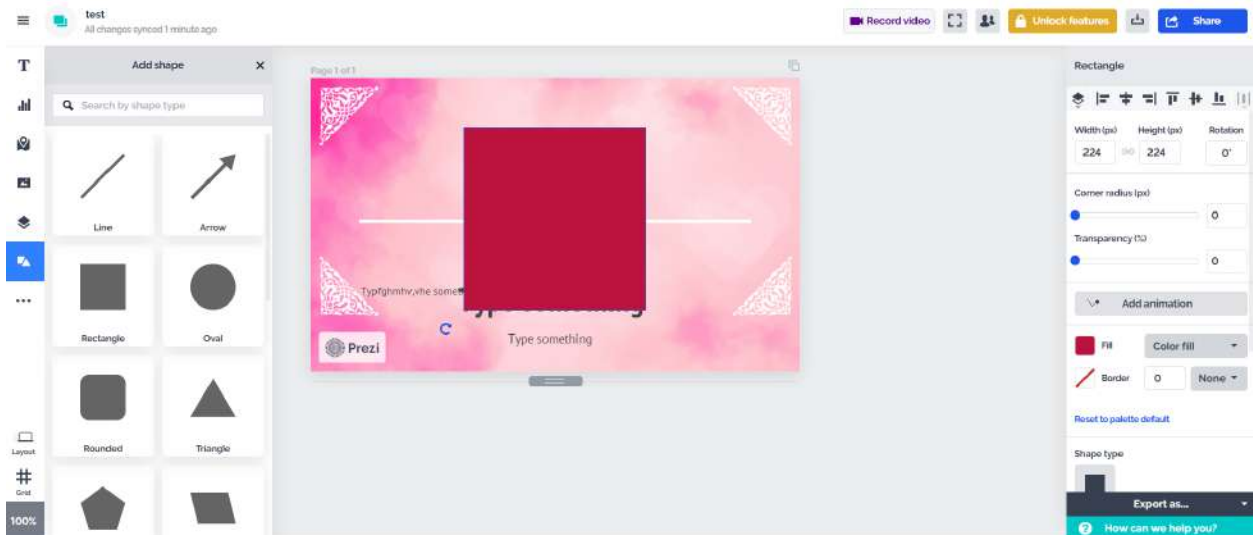 test
All changes synced 1 minute ago
Record video
Unlock features
Share
T
Add shape
Search by shape type
Line
Arrow
Rectangle
Oval
Rounded
Triangle
Layout
Grid
100%
Page 1 of 1
Type something
Prezi
Rectangle
Width (px) Height (px) Rotation
224 224 0°
Corner radius (px)
0
Transparency (%)
0
Add animation
Fill Color fill
Border 0 None
Reset to palette default
Shape type
Export as...
How can we help you?